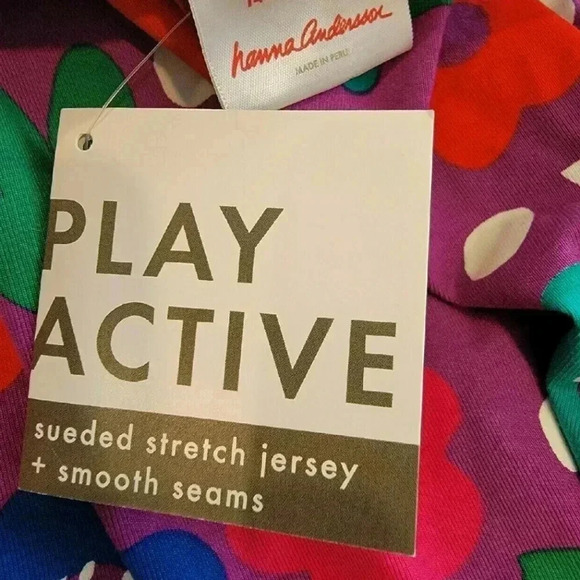 hanna andersson
MADE IN PERU
PLAY
ACTIVE
sueded stretch jersey
+ smooth seams